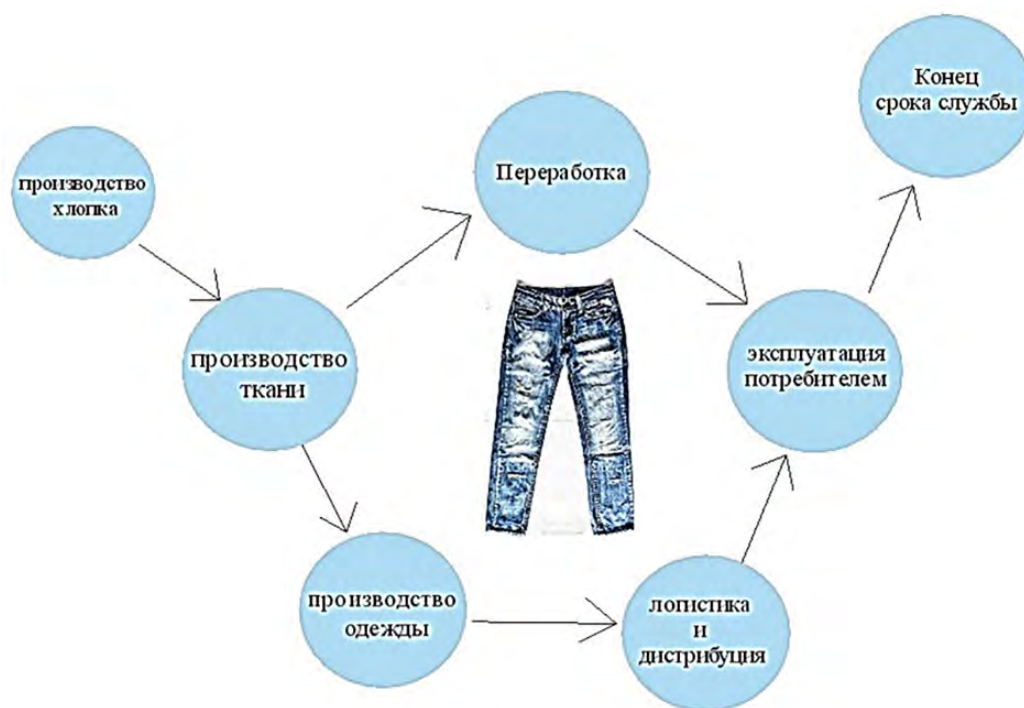 Конец
срока службы
Переработка
производство
хлопка
производство
ткани
эксплуатация
потребителем
производство
одежды
логистика
и
дистрибуция